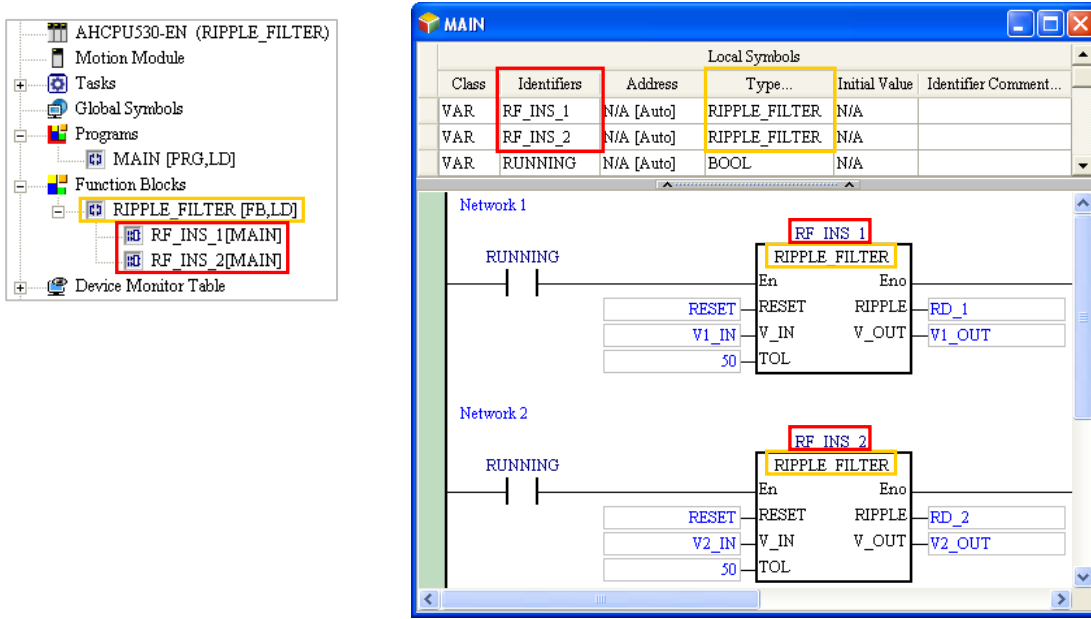 AHCPU530-EN (RIPPLE_FILTER)
Motion Module
Tasks
Global Symbols
Programs
MAIN [PRG,LD]
Function Blocks
RIPPLE_FILTER [FB,LD]
RF_INS_1[MAIN]
RF_INS_2[MAIN]
Device Monitor Table
MAIN
Local Symbols
Class Identifiers Address Type... Initial Value Identifier Comment...
VAR RF_INS_1 N/A [Auto] RIPPLE_FILTER N/A
VAR RF_INS_2 N/A [Auto] RIPPLE_FILTER N/A
VAR RUNNING N/A [Auto] BOOL N/A
Network 1
RF_INS_1
RUNNING RIPPLE_FILTER
En Eno
RESET RESET RIPPLE RD_1
V1_IN V_IN V_OUT V1_OUT
50 TOL
Network 2
RF_INS_2
RUNNING RIPPLE_FILTER
En Eno
RESET RESET RIPPLE RD_2
V2_IN V_IN V_OUT V2_OUT
50 TOL